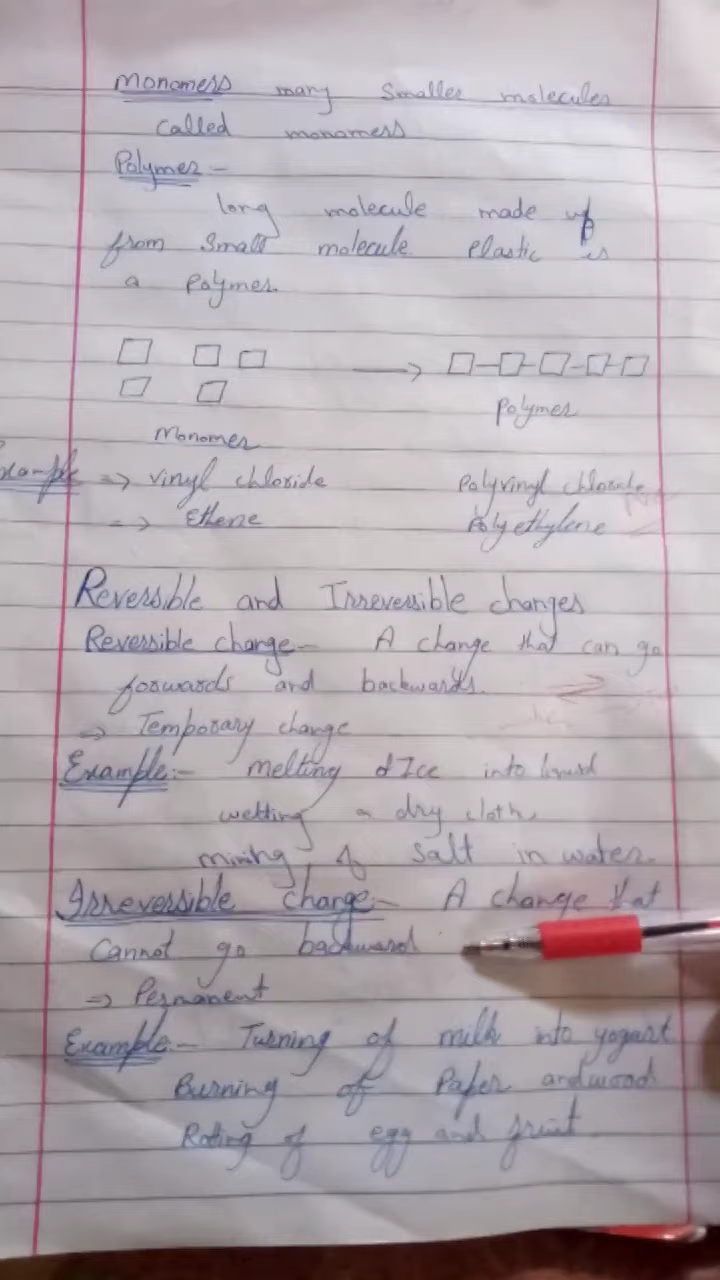 Monomers many smaller molecules
called monomers
Polymer:-
long molecule made up
from small molecule plastic is
a polymer.
Polymer
Monomer
Example => vinyl chloride Polyvinyl chloride
=> Ethene Polyethylene
Reversible and Irreversible changes
Reversible change- A change that can go
forwards and backwards.
=> Temporary change
Example:- melting of Ice into liquid
wetting a dry cloth,
mixing of salt in water.
Irreversible change- A change that
Cannot go backward
=> Permanent
Example:- Turning of milk into yogart
Burning of Paper and wood
Roting of egg and fruit